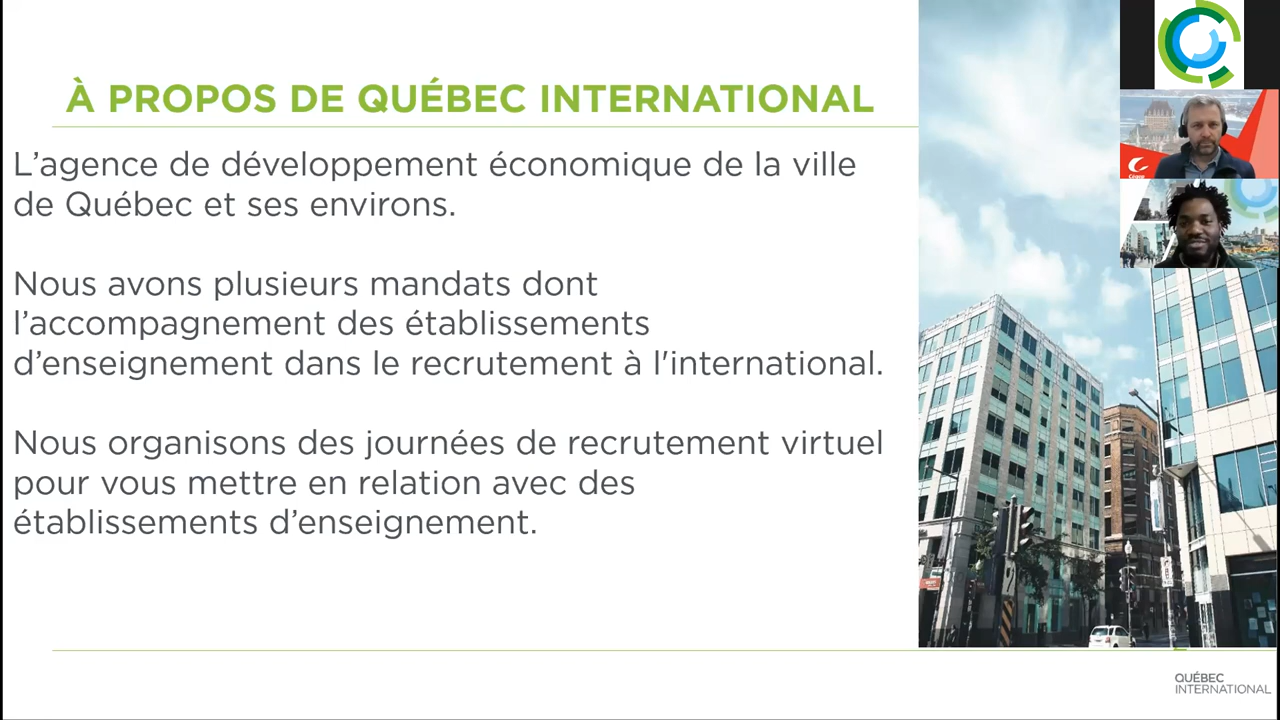 À PROPOS DE QUÉBEC INTERNATIONAL
L’agence de développement économique de la ville
de Québec et ses environs.
Nous avons plusieurs mandats dont
l’accompagnement des établissements
d’enseignement dans le recrutement à l'international.
Nous organisons des journées de recrutement virtuel
pour vous mettre en relation avec des
établissements d’enseignement.
Cégep
QUÉBEC
INTERNATIONAL